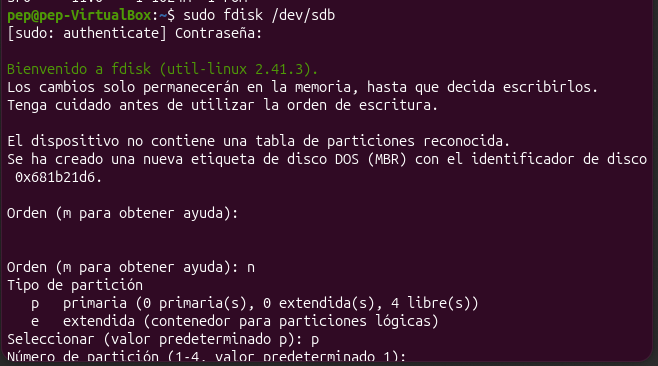 pep@pep-VirtualBox:~$ sudo fdisk /dev/sdb
[sudo: authenticate] Contraseña:
Bienvenido a fdisk (util-linux 2.41.3).
Los cambios solo permanecerán en la memoria, hasta que decida escribirlos.
Tenga cuidado antes de utilizar la orden de escritura.
El dispositivo no contiene una tabla de particiones reconocida.
Se ha creado una nueva etiqueta de disco DOS (MBR) con el identificador de disco
0x681b21d6.
Orden (m para obtener ayuda):
Orden (m para obtener ayuda): n
Tipo de partición
p   primaria (0 primaria(s), 0 extendida(s), 4 libre(s))
e   extendida (contenedor para particiones lógicas)
Seleccionar (valor predeterminado p): p
Número de partición (1-4, valor predeterminado 1):